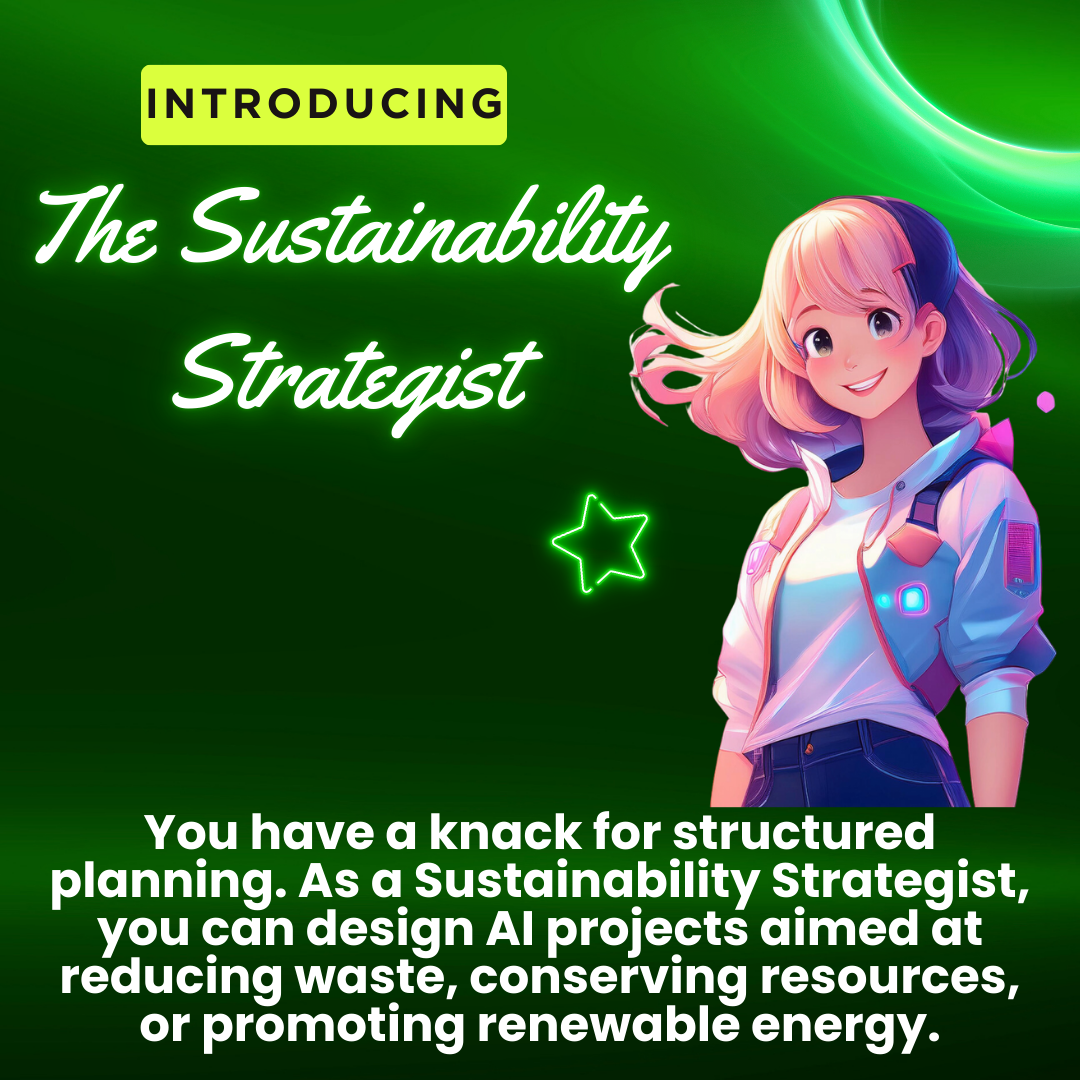 INTRODUCING
The Sustainability
Strategist
You have a knack for structured
planning. As a Sustainability Strategist,
you can design AI projects aimed at
reducing waste, conserving resources,
or promoting renewable energy.